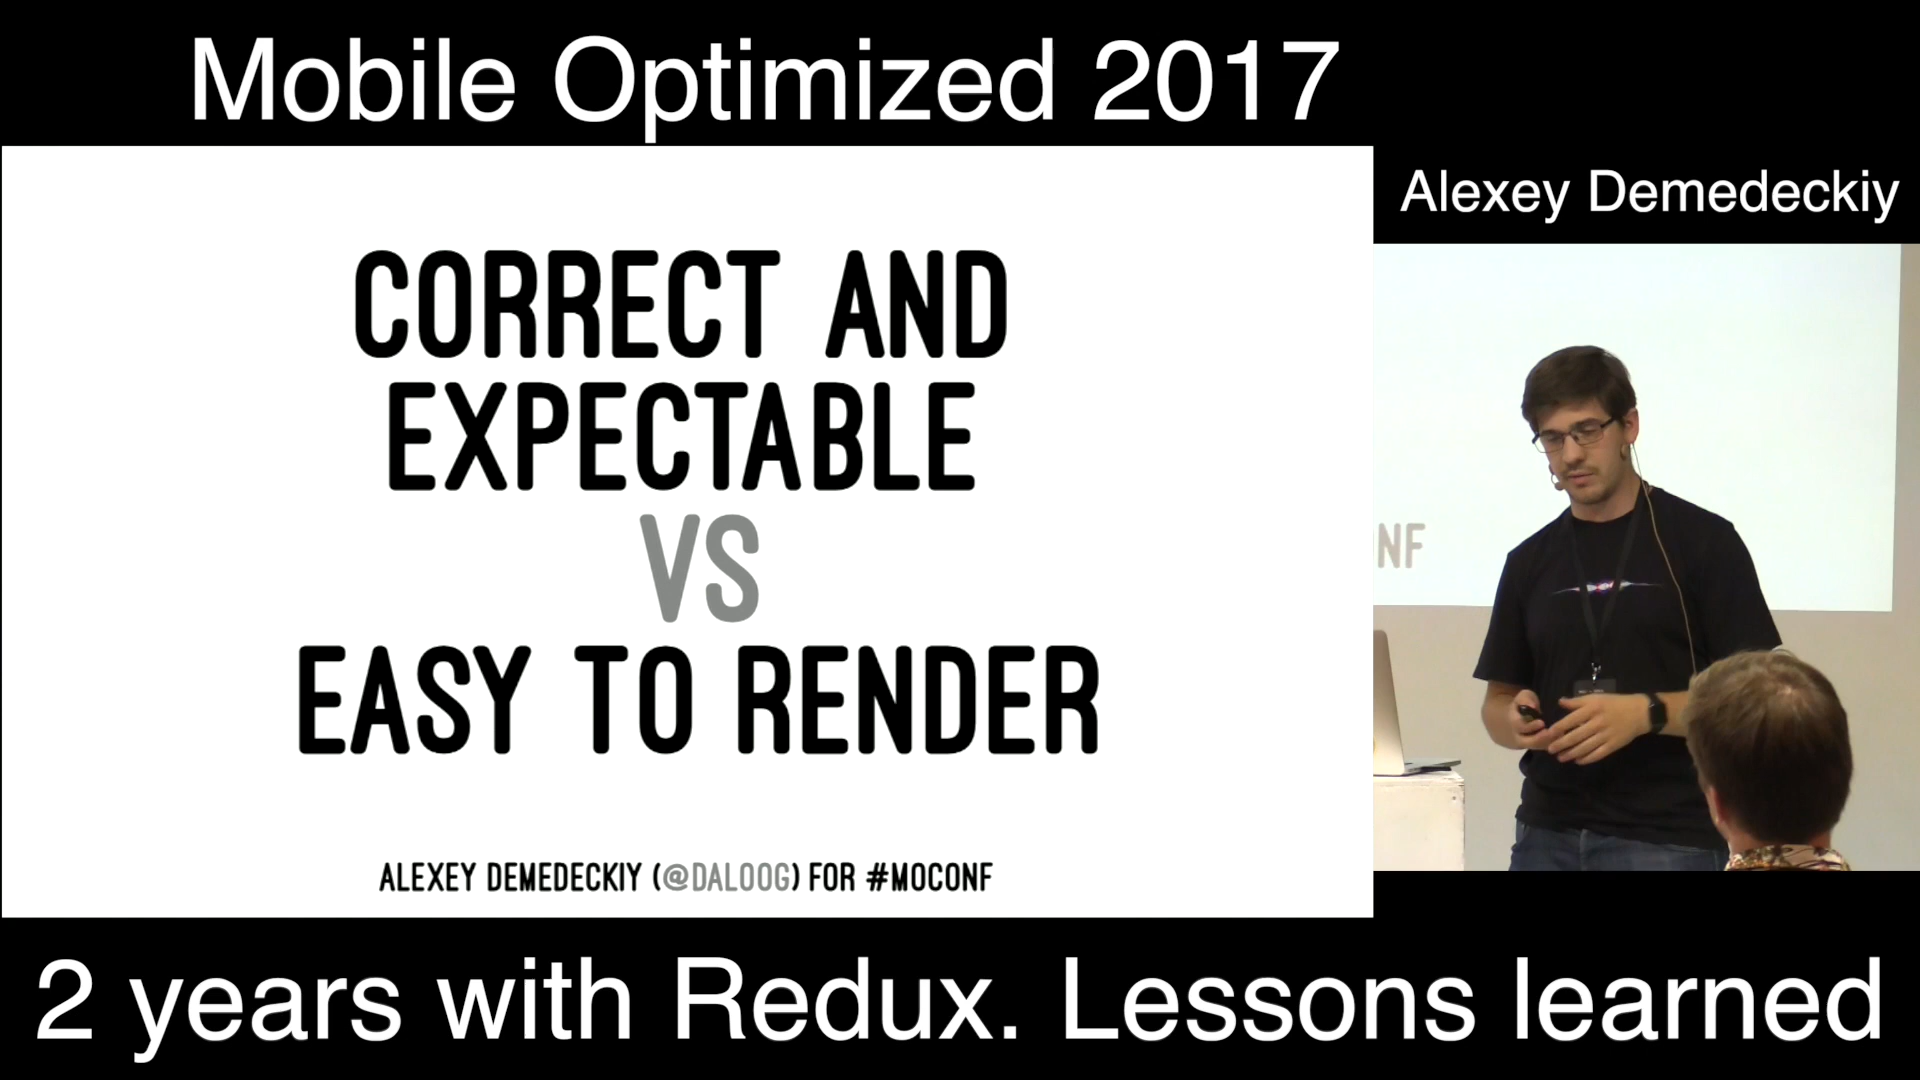 Mobile Optimized 2017
Alexey Demedeckiy
CORRECT AND
EXPECTABLE
VS
EASY TO RENDER
ALEXEY DEMEDECKIY (@DALOOG) FOR #MOCONF
NF
2 years with Redux. Lessons learned